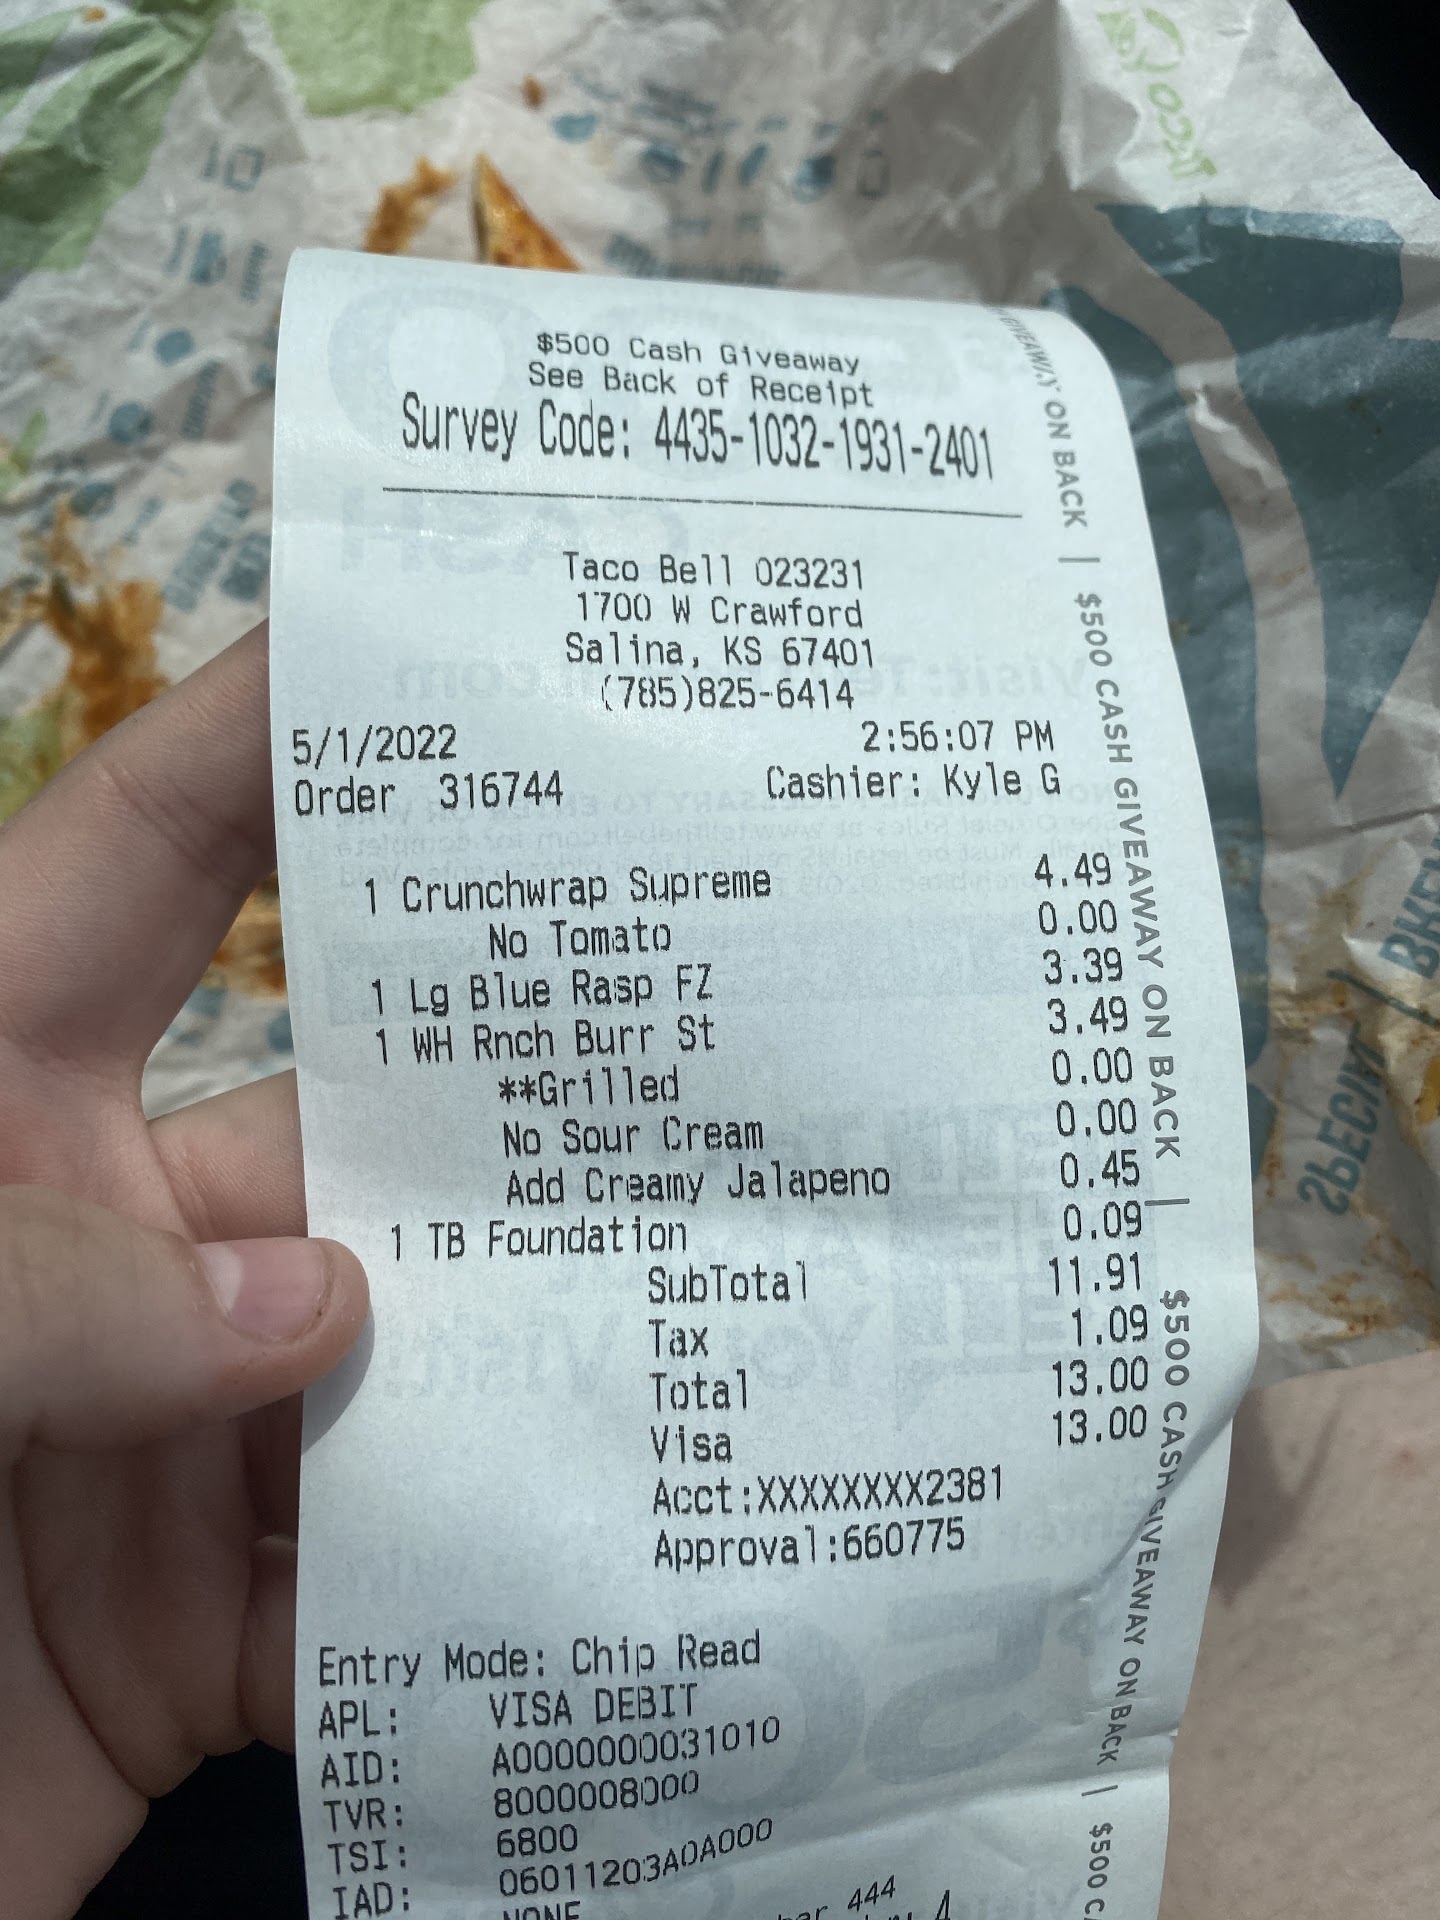 $500 Cash Giveaway
See Back of Receipt
Survey Code: 4435-1032-1931-2401
Taco Bell 023231
1700 W Crawford
Salina, KS 67401
(785)825-6414
5/1/2022 2:56:07 PM
Order 316744 Cashier: Kyle G
1 Crunchwrap Supreme 4.49
No Tomato 0.00
1 Lg Blue Rasp FZ 3.39
1 WH Rnch Burr St 3.49
**Grilled 0.00
No Sour Cream 0.00
Add Creamy Jalapeno 0.45
1 TB Foundation 0.09
SubTotal 11.91
Tax 1.09
Total 13.00
Visa 13.00
Acct:XXXXXXXX2381
Approval:660775
Entry Mode: Chip Read
APL: VISA DEBIT
AID: A0000000031010
TVR: 8000008000
TSI: 6800
IAD: 06011203A0A000
NONE
444
4
GIVEAWAY ON BACK | $500 CASH GIVEAWAY ON BACK | $500 CASH GIVEAWAY ON BACK | $500 C